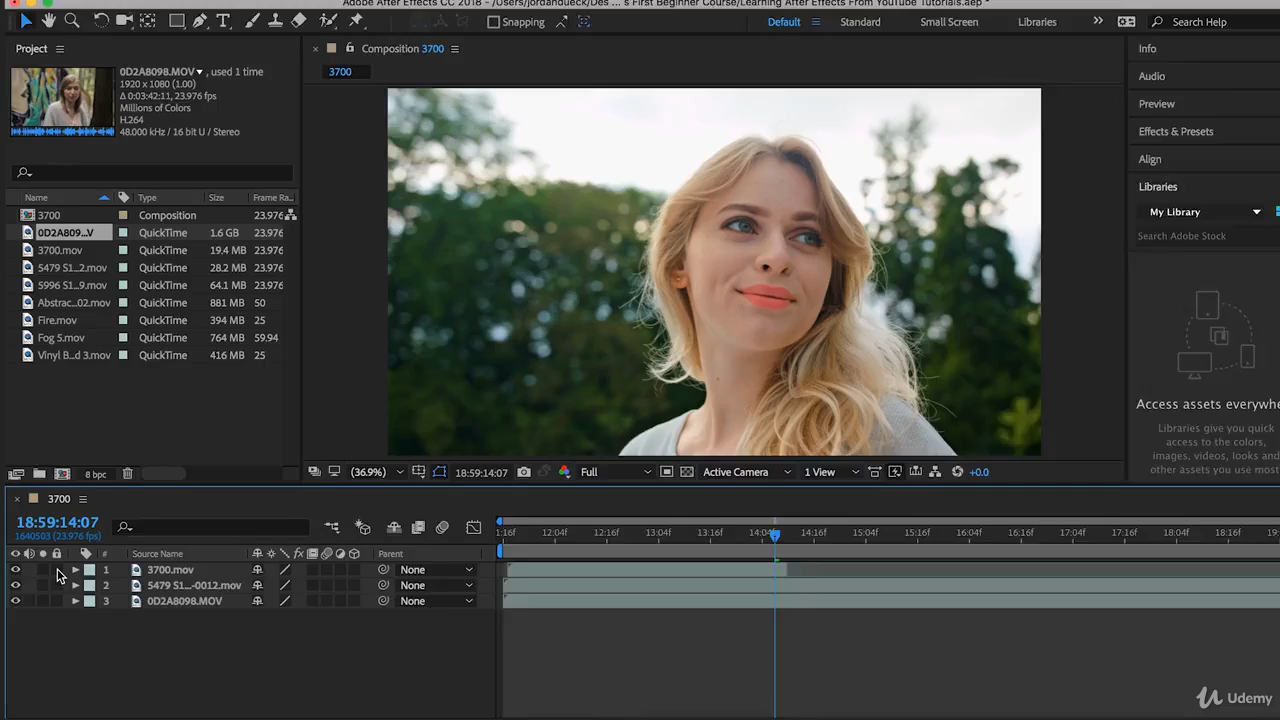 Adobe After Effects CC 2018 - /Users/jordandueck/Des ... 's First Beginner Course/Learning After Effects From YouTube Tutorials.aep *
Snapping
Default
Standard
Small Screen
Libraries
Search Help
Project
Composition 3700
Info
3700
0D2A8098.MOV , used 1 time
1920 x 1080 (1.00)
Δ 0:03:42:11, 23.976 fps
Millions of Colors
H.264
48.000 kHz / 16 bit U / Stereo
Audio
Preview
Effects & Presets
Align
Libraries
My Library
Search Adobe Stock
Name Type Size Frame Ra...
3700 Composition 23.976
0D2A809...V QuickTime 1.6 GB 23.976
3700.mov QuickTime 19.4 MB 23.976
5479 S1...2.mov QuickTime 28.2 MB 23.976
5996 S1...9.mov QuickTime 64.1 MB 23.976
Abstrac...02.mov QuickTime 881 MB 50
Fire.mov QuickTime 394 MB 25
Fog 5.mov QuickTime 764 MB 59.94
Vinyl B...d 3.mov QuickTime 416 MB 25
Access assets everywhe
Libraries give you quick
access to the colors,
images, videos, looks and
other assets you use most
8 bpc
(36.9%) 18:59:14:07 Full Active Camera 1 View +0.0
3700
18:59:14:07
1640503 (23.976 fps)
1:16f 12:04f 12:16f 13:04f 13:16f 14:04f 14:16f 15:04f 15:16f 16:04f 16:16f 17:04f 17:16f 18:04f 18:16f 19:0
# Source Name fx Parent
1 3700.mov None
2 5479 S1...-0012.mov None
3 0D2A8098.MOV None
Udemy